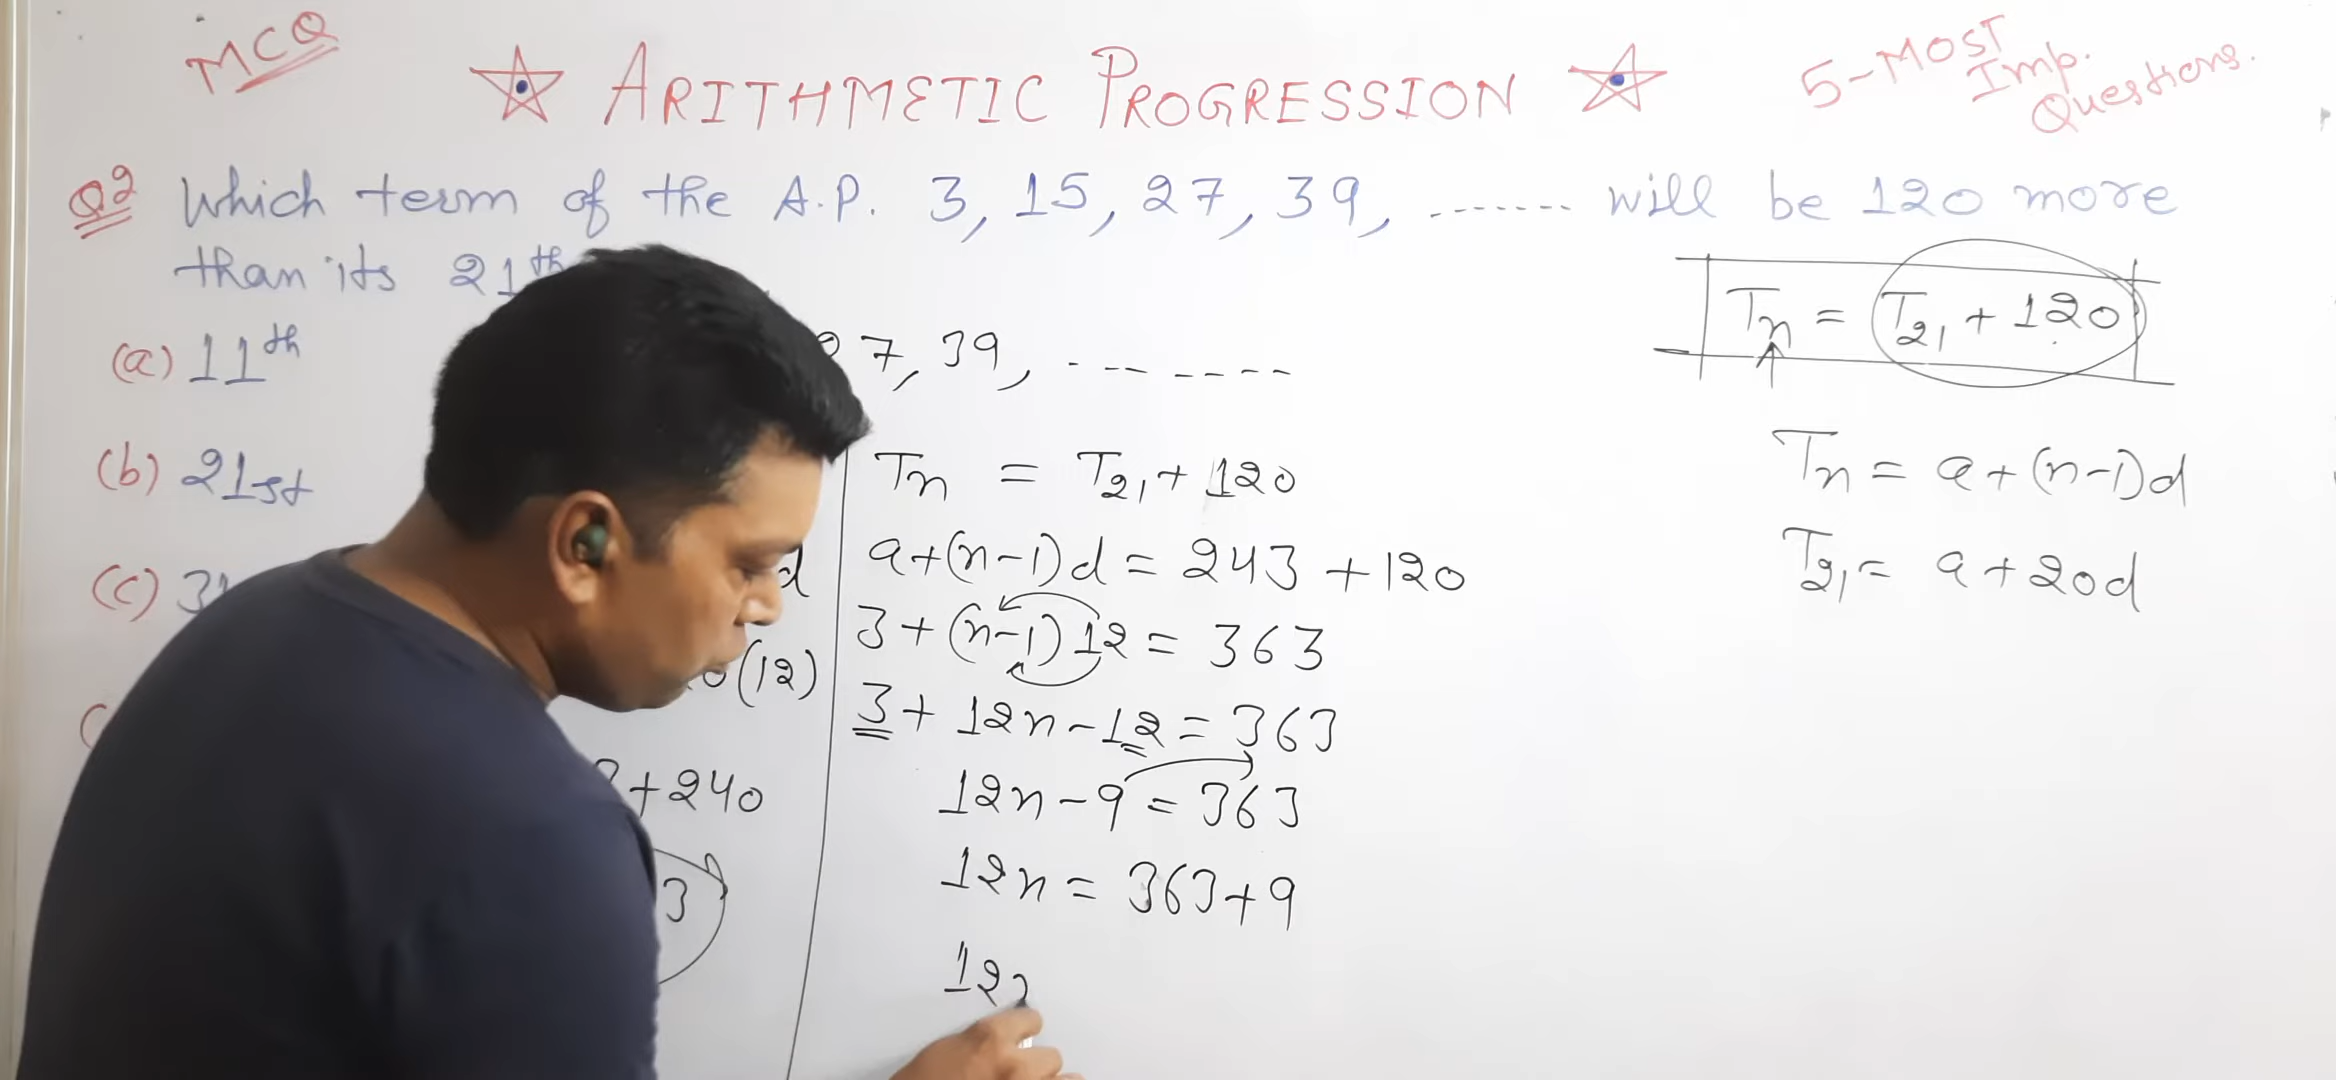 MCQ
ARITHMETIC PROGRESSION
5-MOST
Imp.
Questions.
Q2 Which term of the A.P. 3, 15, 27, 39, ....... will be 120 more
than its 21th
(a) 11th
(b) 21st
(c) 3
7, 39, -------
Tn = T21 + 120
a+(n-1)d = 243 + 120
3+(n-1)12 = 363
3+ 12n-12 = 363
12n-9 = 363
12n = 363+9
12
d
(12)
+240
3
Tn = T21 + 120
Tn = a+(n-1)d
T21 = a+20d